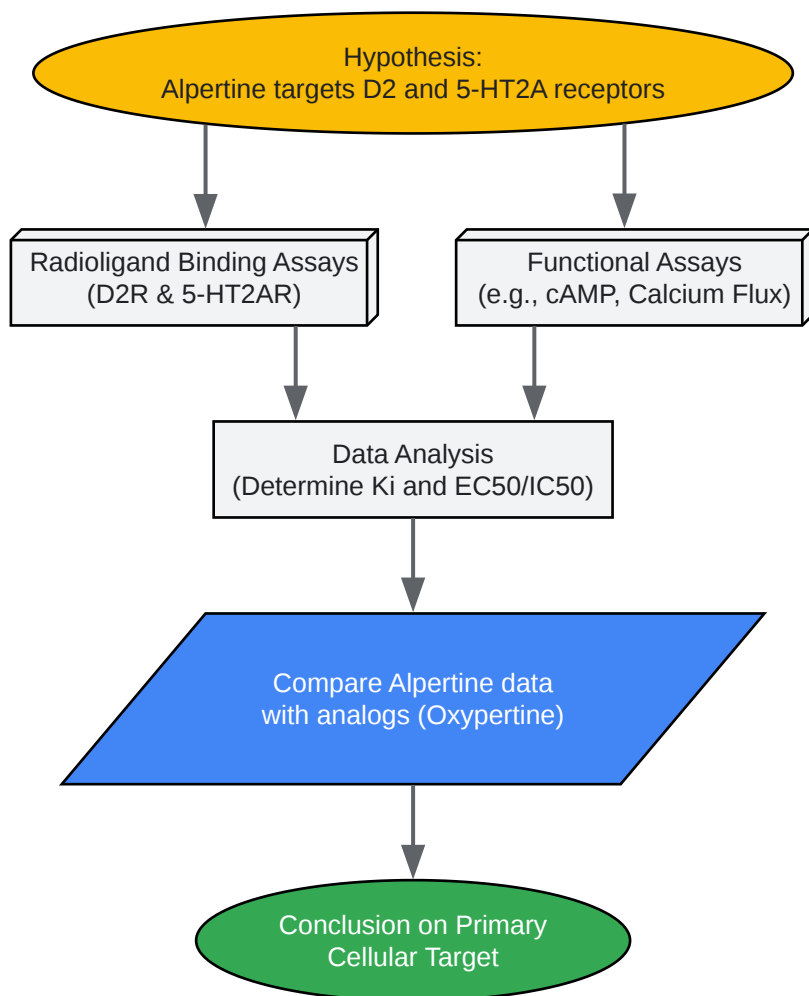 Hypothesis:
Alpertine targets D2 and 5-HT2A receptors
Radioligand Binding Assays
(D2R & 5-HT2AR)
Functional Assays
(e.g., cAMP, Calcium Flux)
Data Analysis
(Determine Ki and EC50/IC50)
Compare Alpertine data
with analogs (Oxypertine)
Conclusion on Primary
Cellular Target